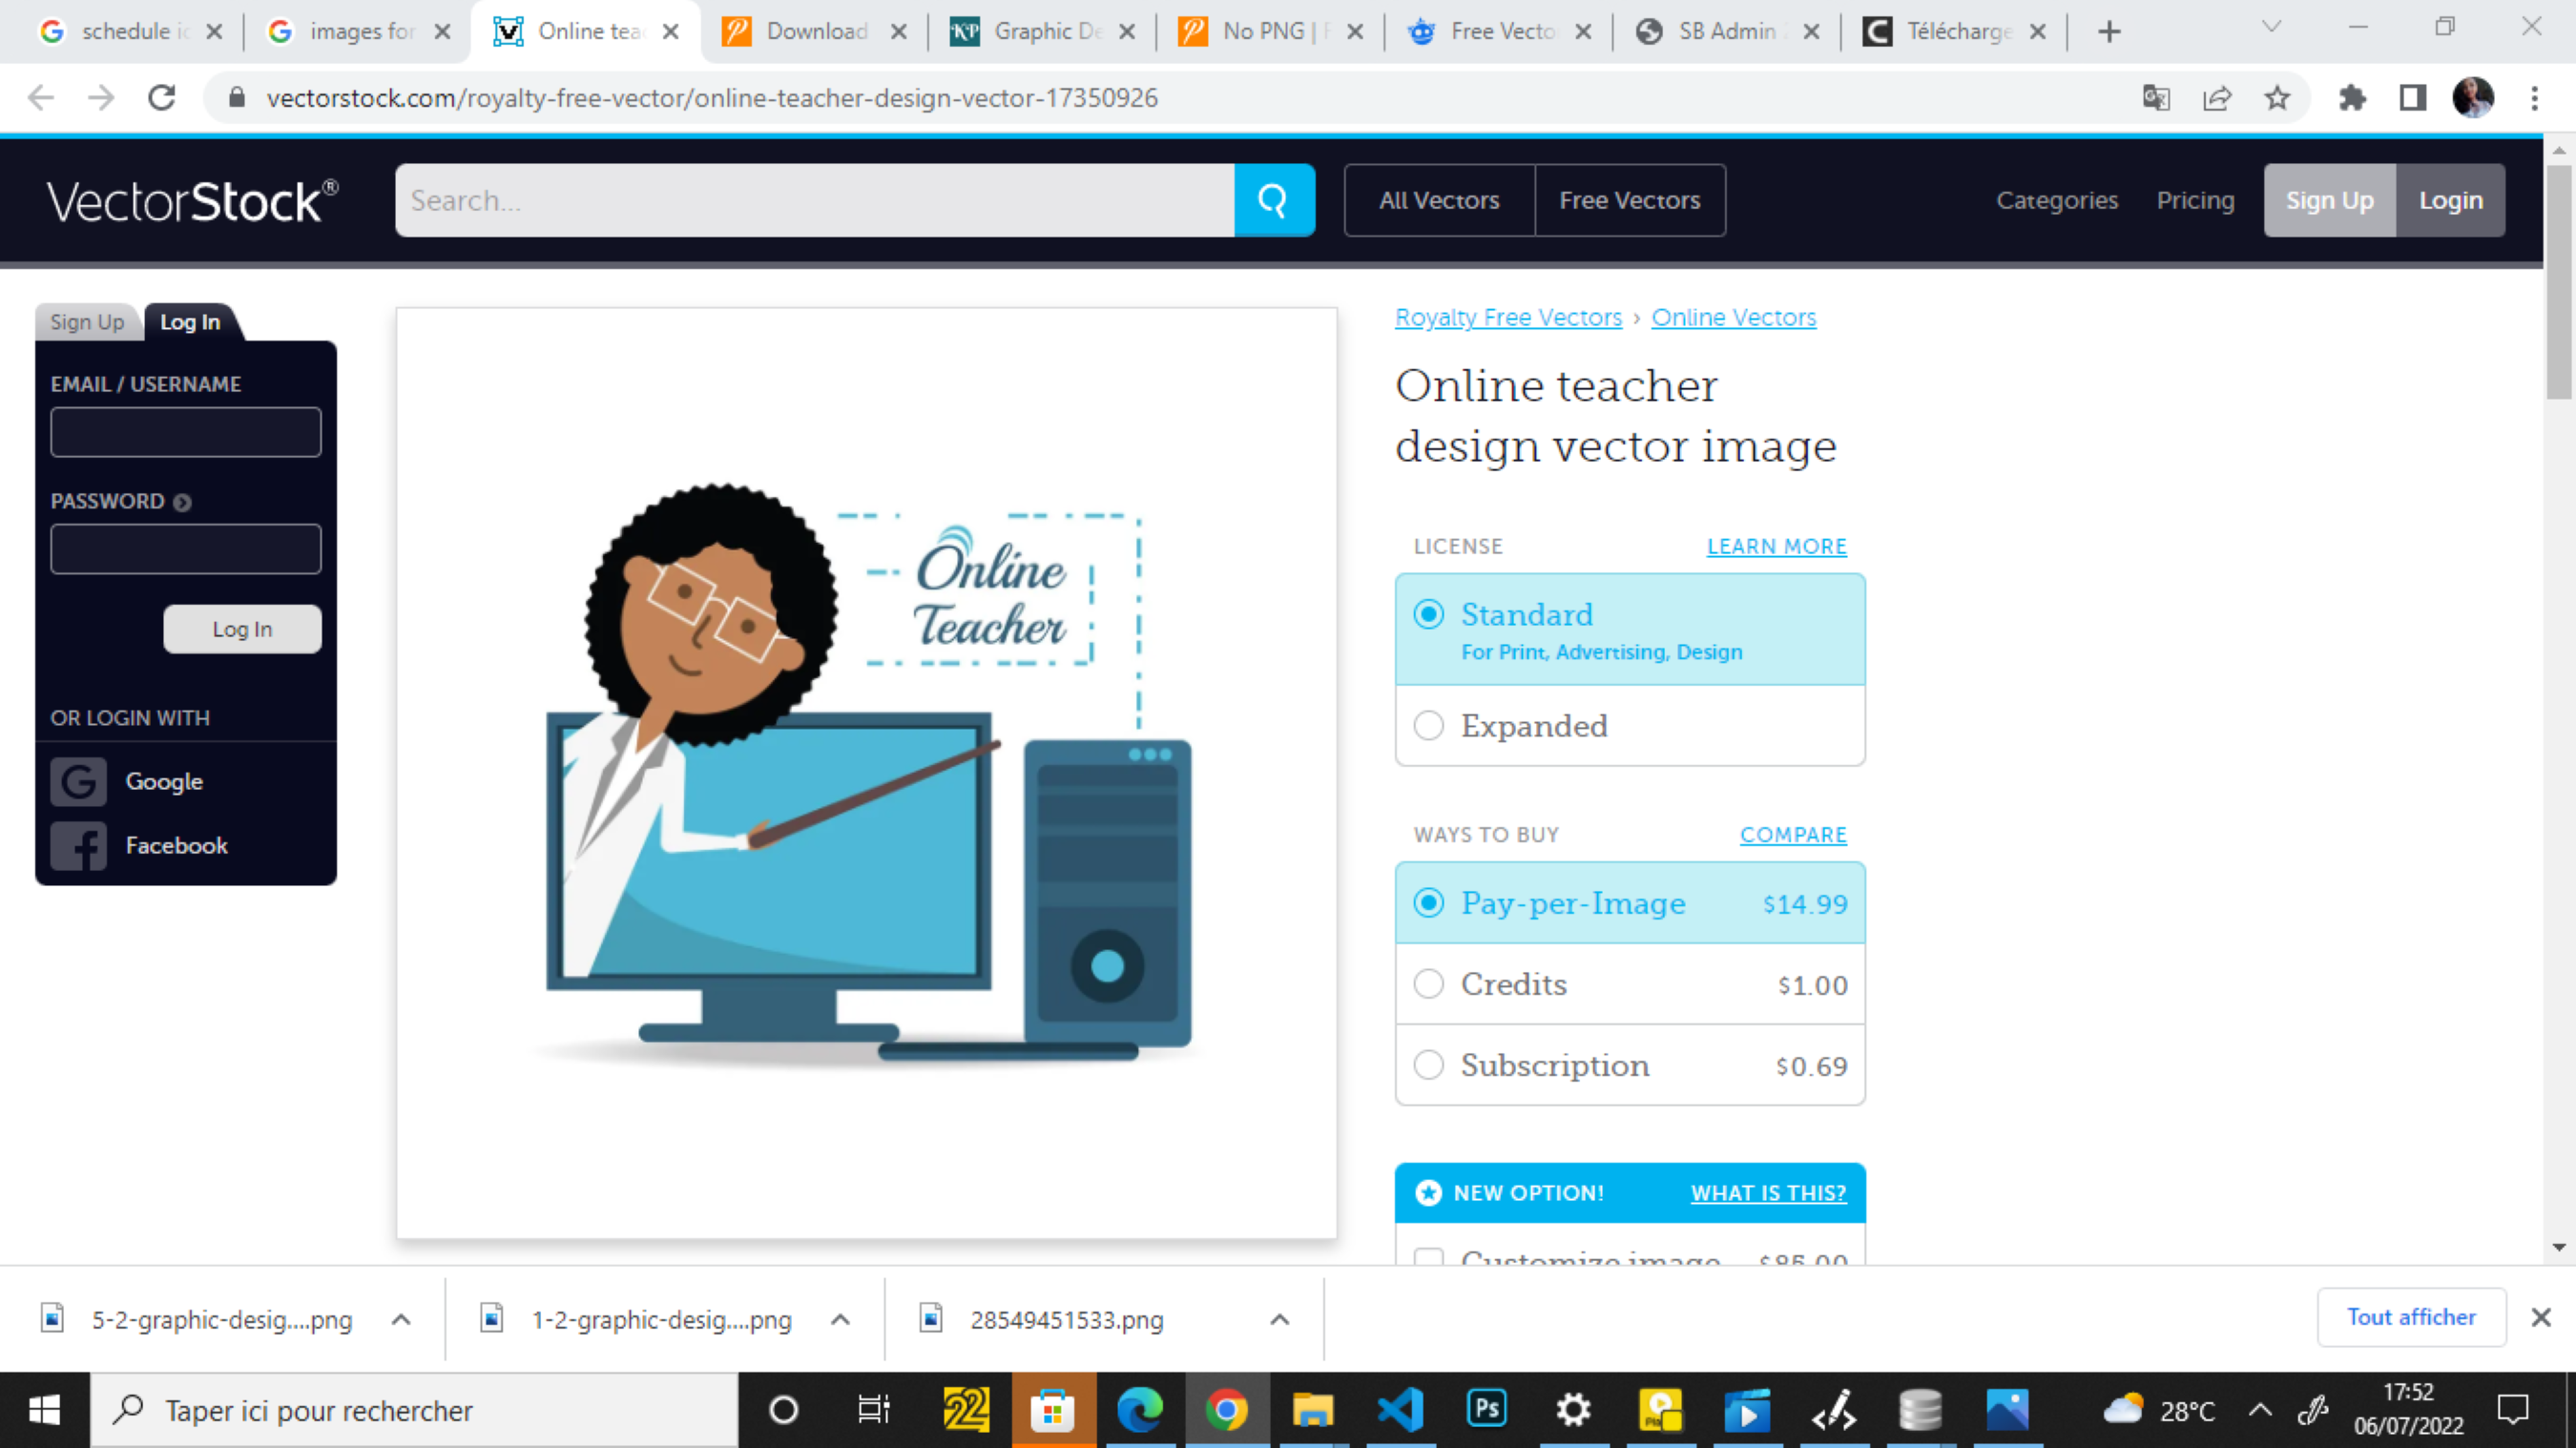 schedule ic
images for
Online tea
Download
KP
Graphic De
No PNG | F
Free Vecto
SB Admin 2
Télécharge
vectorstock.com/royalty-free-vector/online-teacher-design-vector-17350926
VectorStock®
Search...
All Vectors
Free Vectors
Categories
Pricing
Sign Up
Login
Sign Up
Log In
EMAIL / USERNAME
PASSWORD
Log In
OR LOGIN WITH
Google
Facebook
Online
Teacher
Royalty Free Vectors › Online Vectors
Online teacher
design vector image
LICENSE
LEARN MORE
Standard
For Print, Advertising, Design
Expanded
WAYS TO BUY
COMPARE
Pay-per-Image $14.99
Credits $1.00
Subscription $0.69
NEW OPTION!
WHAT IS THIS?
Customize image $85.00
5-2-graphic-desig....png
1-2-graphic-desig....png
28549451533.png
Tout afficher
Taper ici pour rechercher
22
Ps
28°C
17:52
06/07/2022